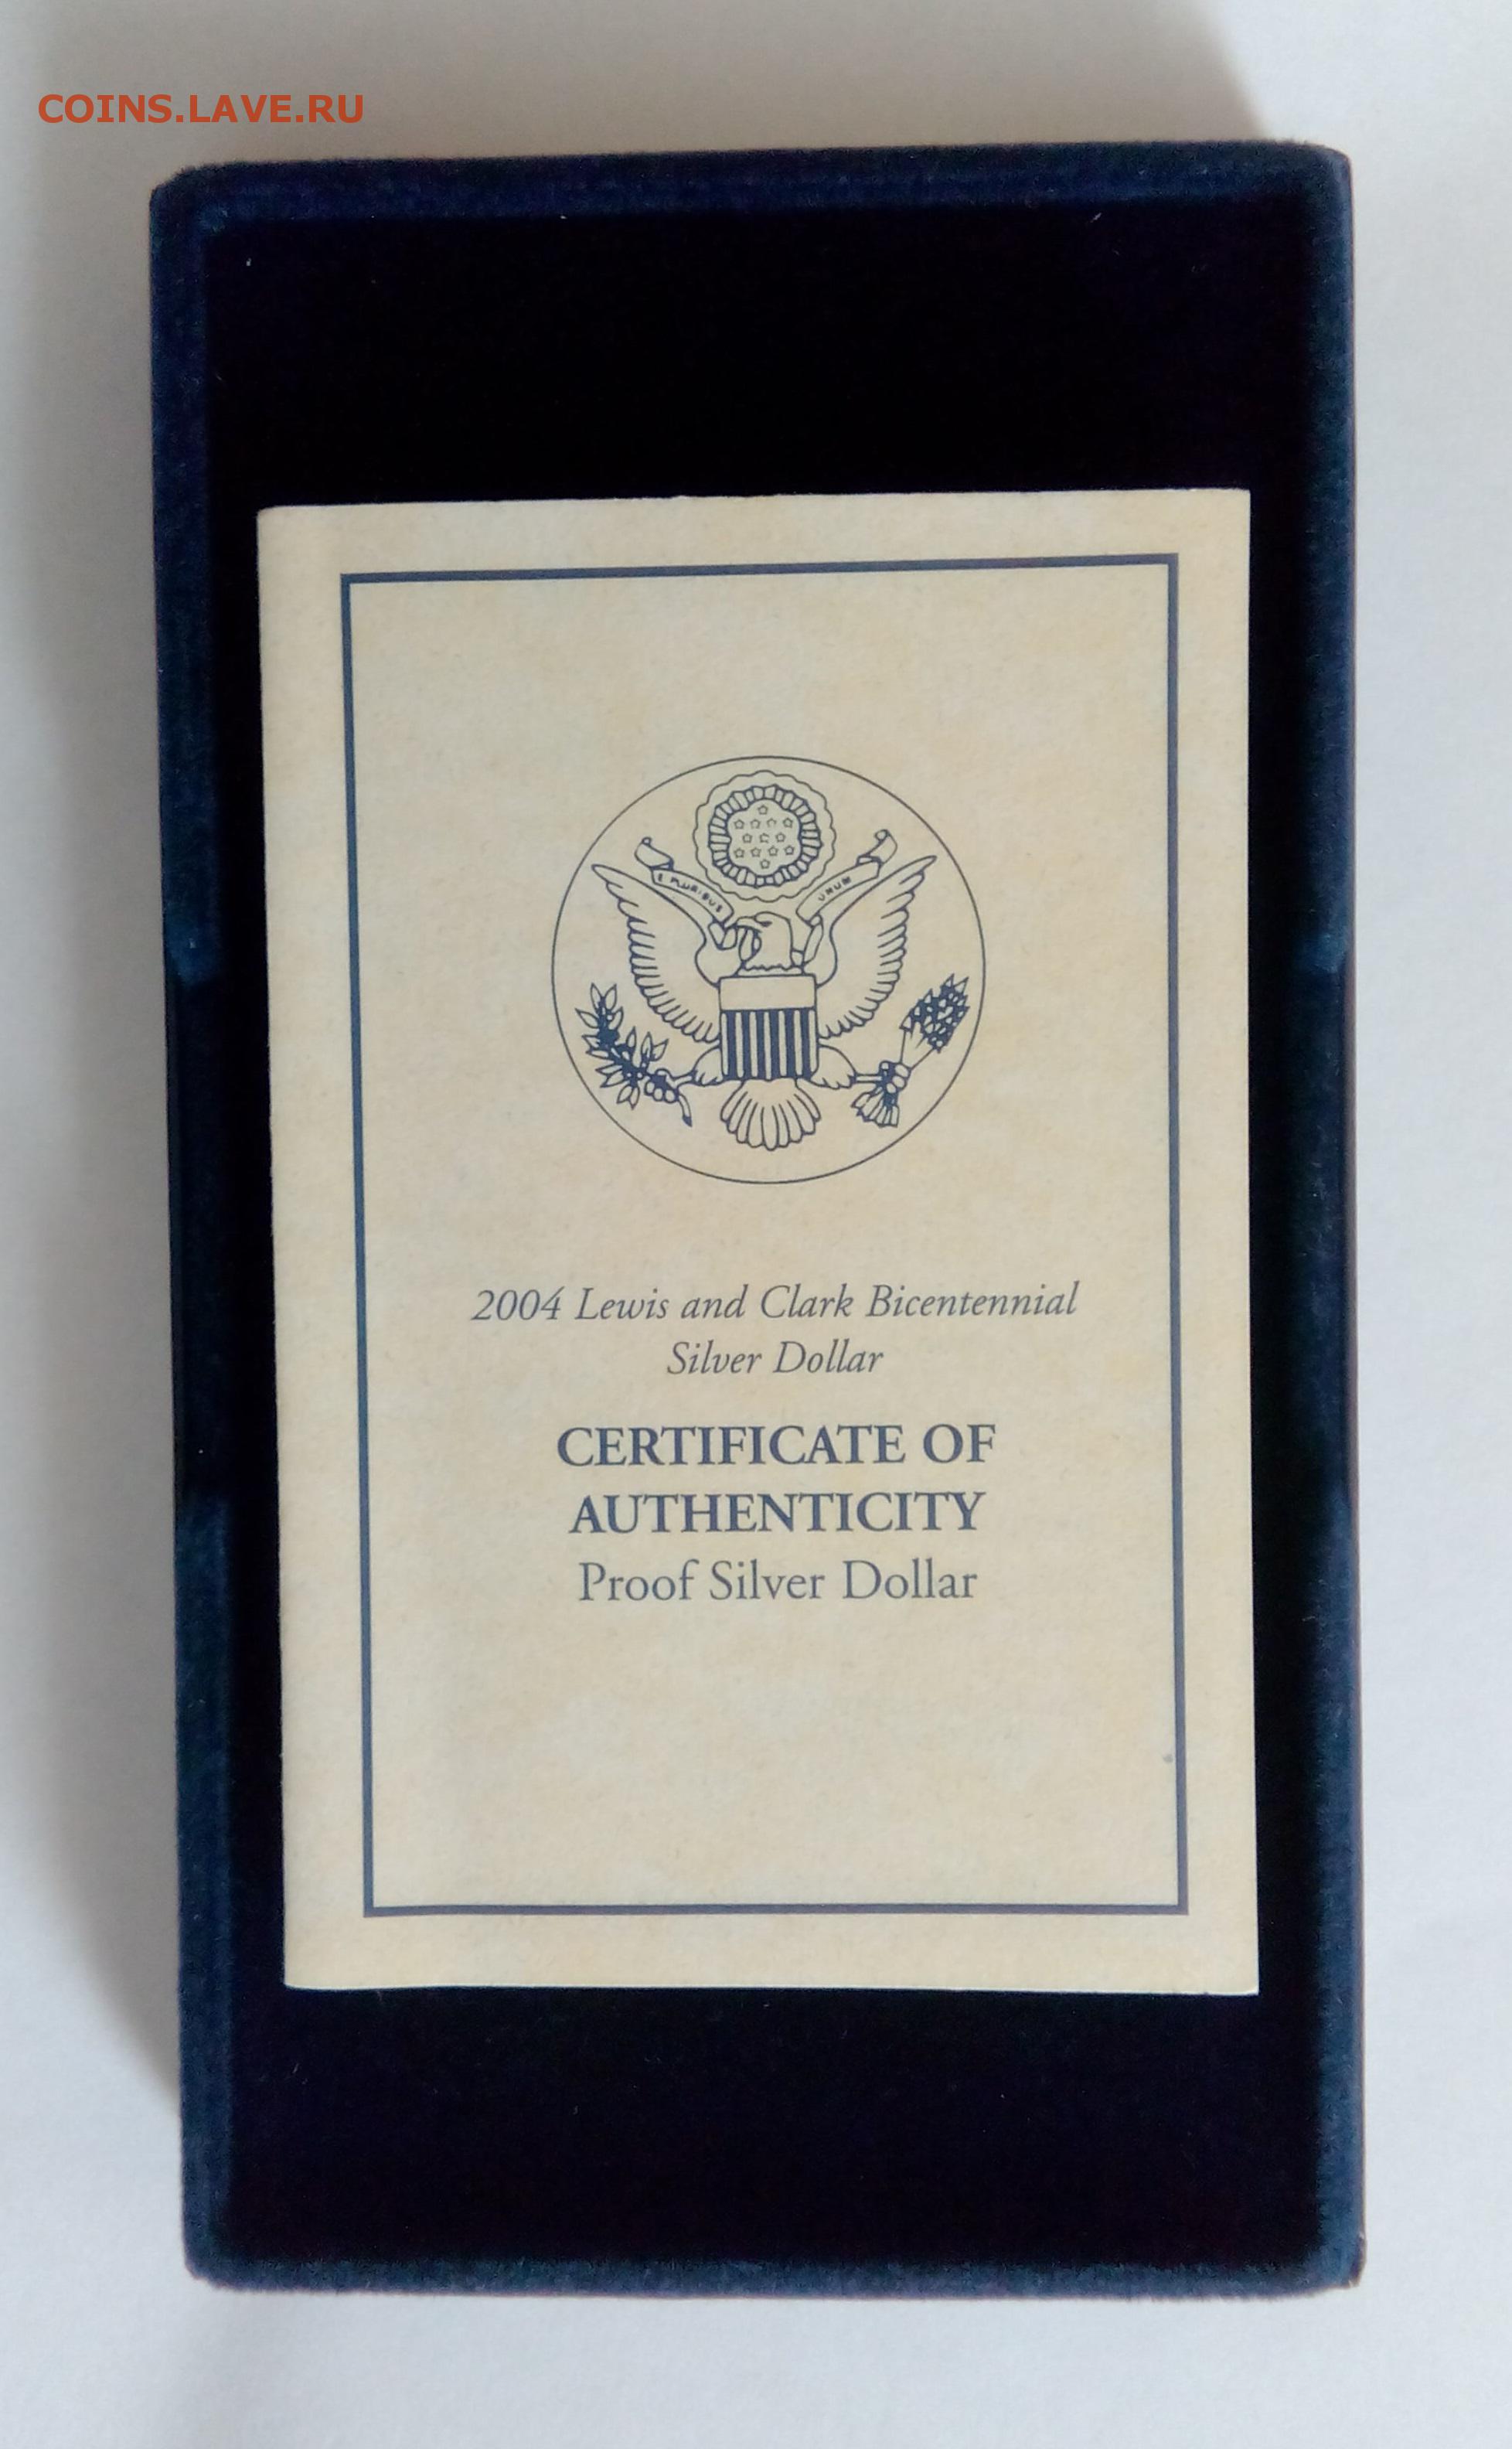 COINS.LAVE.RU
E PLURIBUS UNUM
2004 Lewis and Clark Bicentennial
Silver Dollar
CERTIFICATE OF
AUTHENTICITY
Proof Silver Dollar